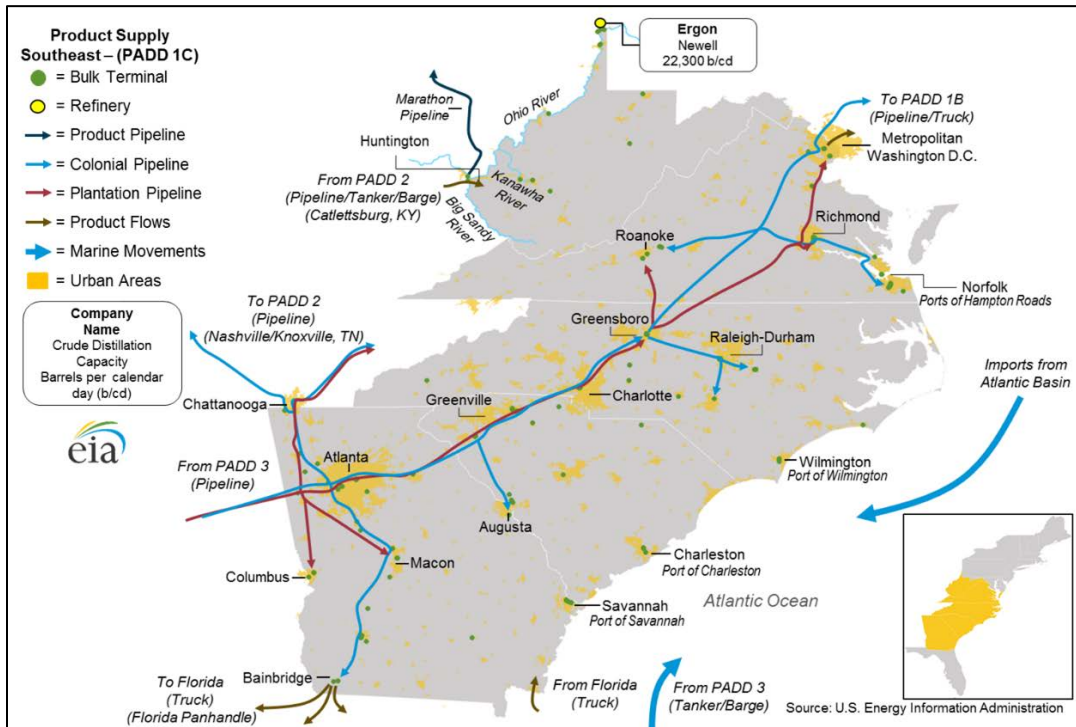 Product Supply
Southeast – (PADD 1C)
= Bulk Terminal
= Refinery
= Product Pipeline
= Colonial Pipeline
= Plantation Pipeline
= Product Flows
= Marine Movements
= Urban Areas
Company
Name
Crude Distillation
Capacity
Barrels per calendar
day (b/cd)
eia
Ergon
Newell
22,300 b/cd
Marathon
Pipeline
Ohio River
Huntington
From PADD 2
(Pipeline/Tanker/Barge)
(Catlettsburg, KY)
Kanawha
River
Big Sandy
River
To PADD 1B
(Pipeline/Truck)
Metropolitan
Washington D.C.
Richmond
Roanoke
Norfolk
Ports of Hampton Roads
To PADD 2
(Pipeline)
(Nashville/Knoxville, TN)
Greensboro
Raleigh-Durham
Imports from
Atlantic Basin
Chattanooga
Greenville
Charlotte
From PADD 3
(Pipeline)
Atlanta
Wilmington
Port of Wilmington
Augusta
Columbus
Macon
Charleston
Port of Charleston
Savannah
Port of Savannah
Atlantic Ocean
Bainbridge
To Florida
(Truck)
(Florida Panhandle)
From Florida
(Truck)
From PADD 3
(Tanker/Barge)
Source: U.S. Energy Information Administration